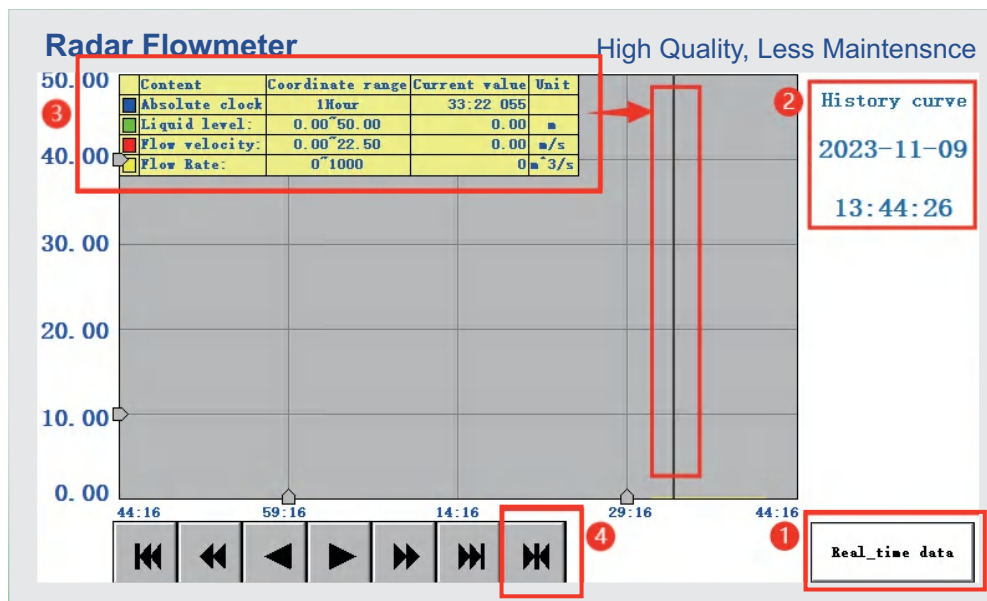 Radar Flowmeter
High Quality, Less Maintensnce
50.00
Content Coordinate range Current value Unit
Absolute clock 1Hour 33:22 055
Liquid level: 0.00~50.00 0.00 m
Flow velocity: 0.00~22.50 0.00 m/s
Flow Rate: 0~1000 0 m^3/s
3
2
History curve
2023-11-09
13:44:26
40.00
30.00
20.00
10.00
0.00
44:16 59:16 14:16 29:16 44:16
4
1
Real_time data